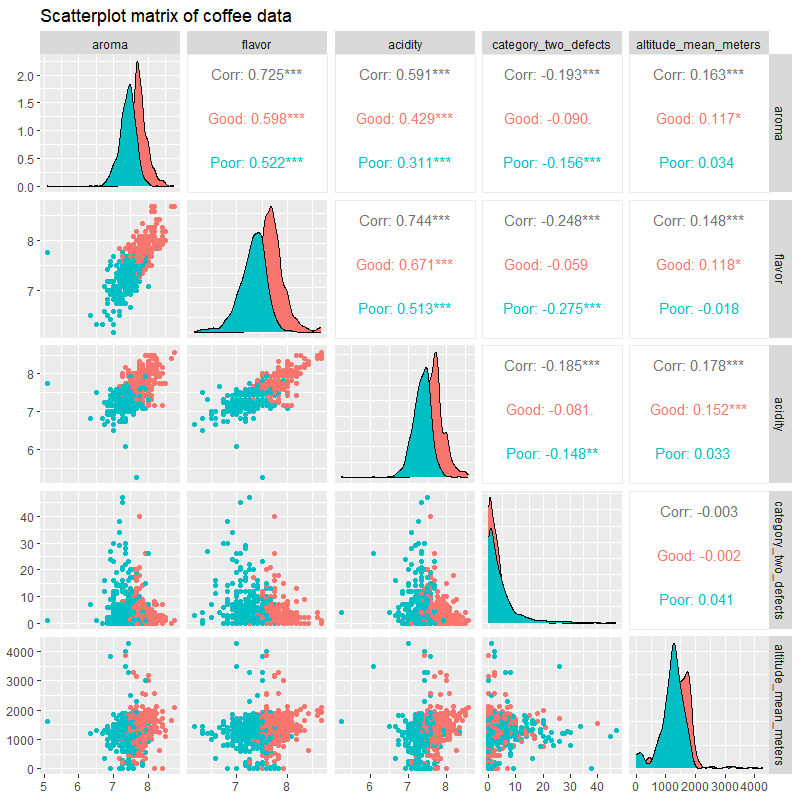 Scatterplot matrix of coffee data
aroma flavor acidity category_two_defects altitude_mean_meters
2.0
1.5
1.0
0.5
0.0
Corr: 0.725***
Good: 0.598***
Poor: 0.522***
Corr: 0.591***
Good: 0.429***
Poor: 0.311***
Corr: -0.193***
Good: -0.090.
Poor: -0.156***
Corr: 0.163***
Good: 0.117*
Poor: 0.034
aroma
8
7
Corr: 0.744***
Good: 0.671***
Poor: 0.513***
Corr: -0.248***
Good: -0.059
Poor: -0.275***
Corr: 0.148***
Good: 0.118*
Poor: -0.018
flavor
8
7
6
Corr: -0.185***
Good: -0.081.
Poor: -0.148**
Corr: 0.178***
Good: 0.152***
Poor: 0.033
acidity
40
30
20
10
0
Corr: -0.003
Good: -0.002
Poor: 0.041
category_two_defects
4000
3000
2000
1000
0
altitude_mean_meters
5 6 7 8 7 8 6 7 8 0 10 20 30 40 0 1000 2000 3000 4000